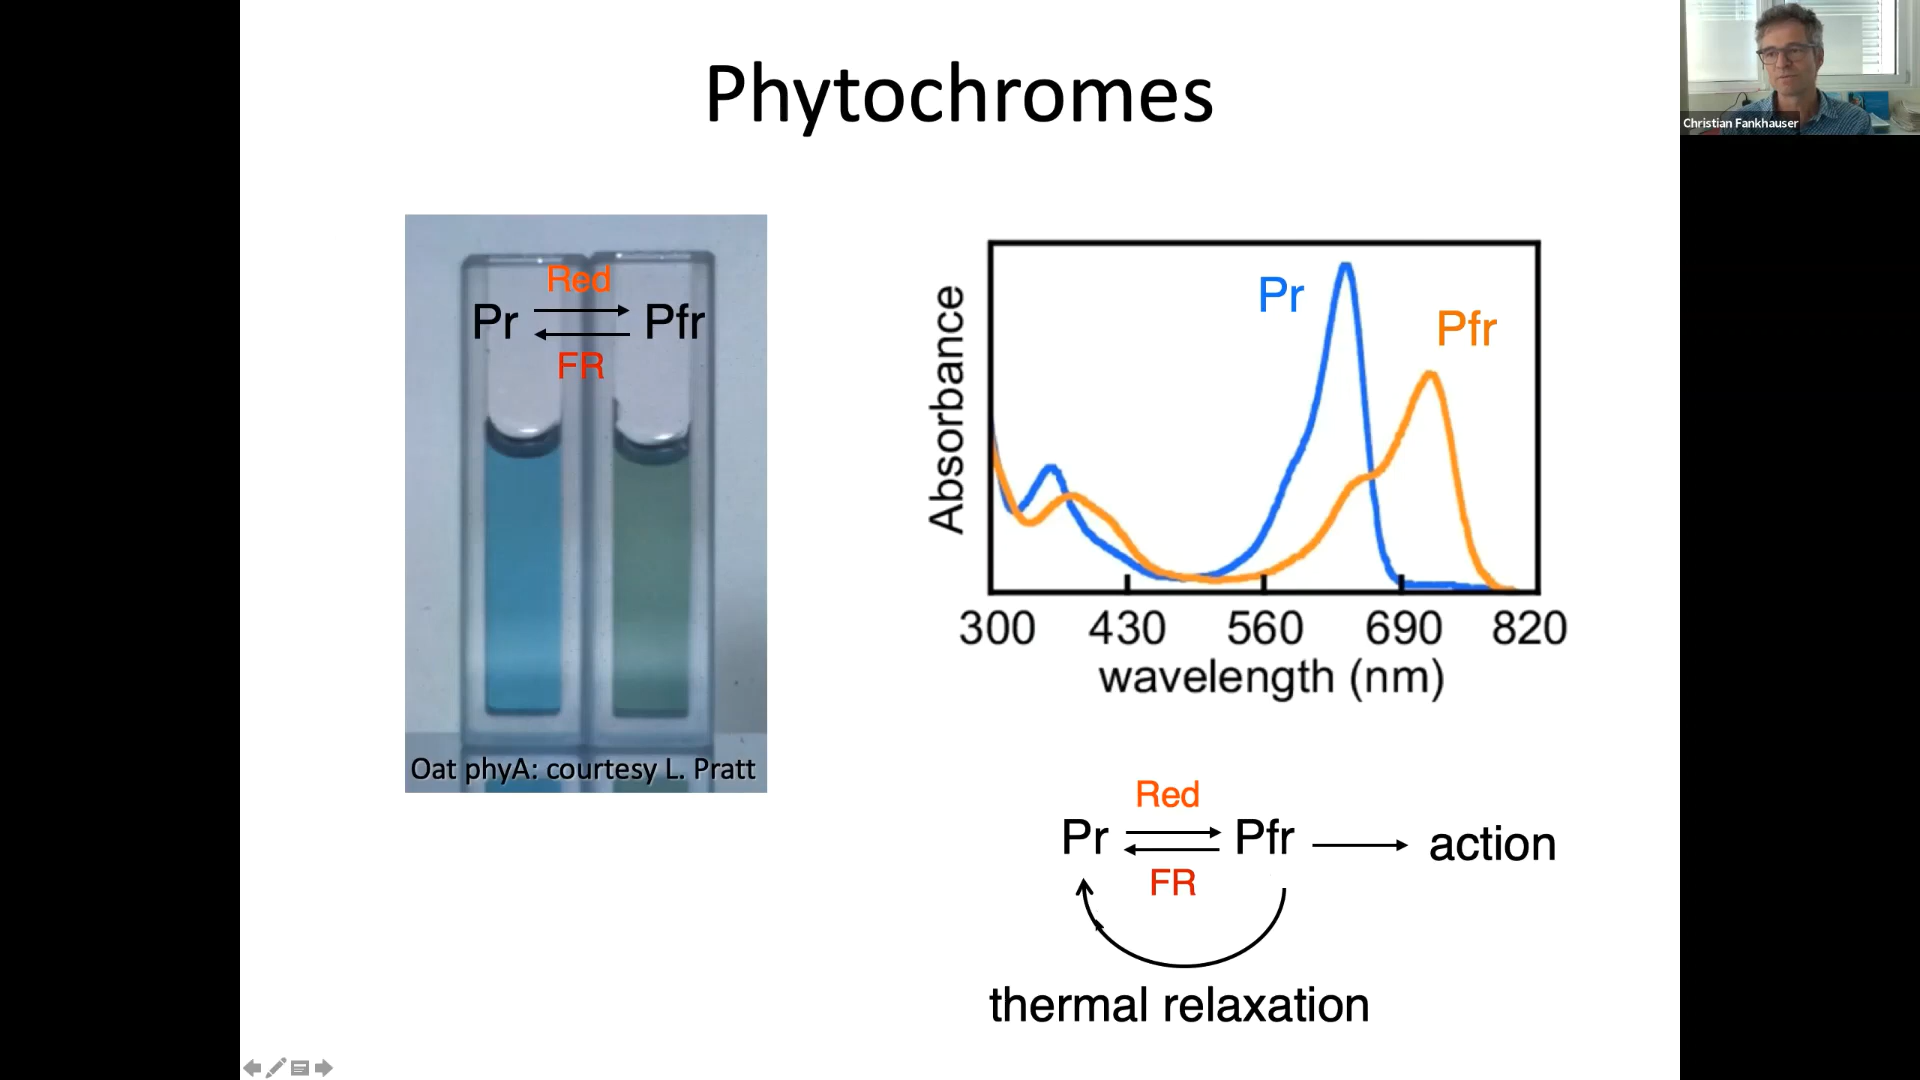 Phytochromes
Christian Fankhauser
Red
Pr Pfr
FR
Oat phyA: courtesy L. Pratt
Absorbance
Pr
Pfr
300 430 560 690 820
wavelength (nm)
Red
Pr Pfr action
FR
thermal relaxation